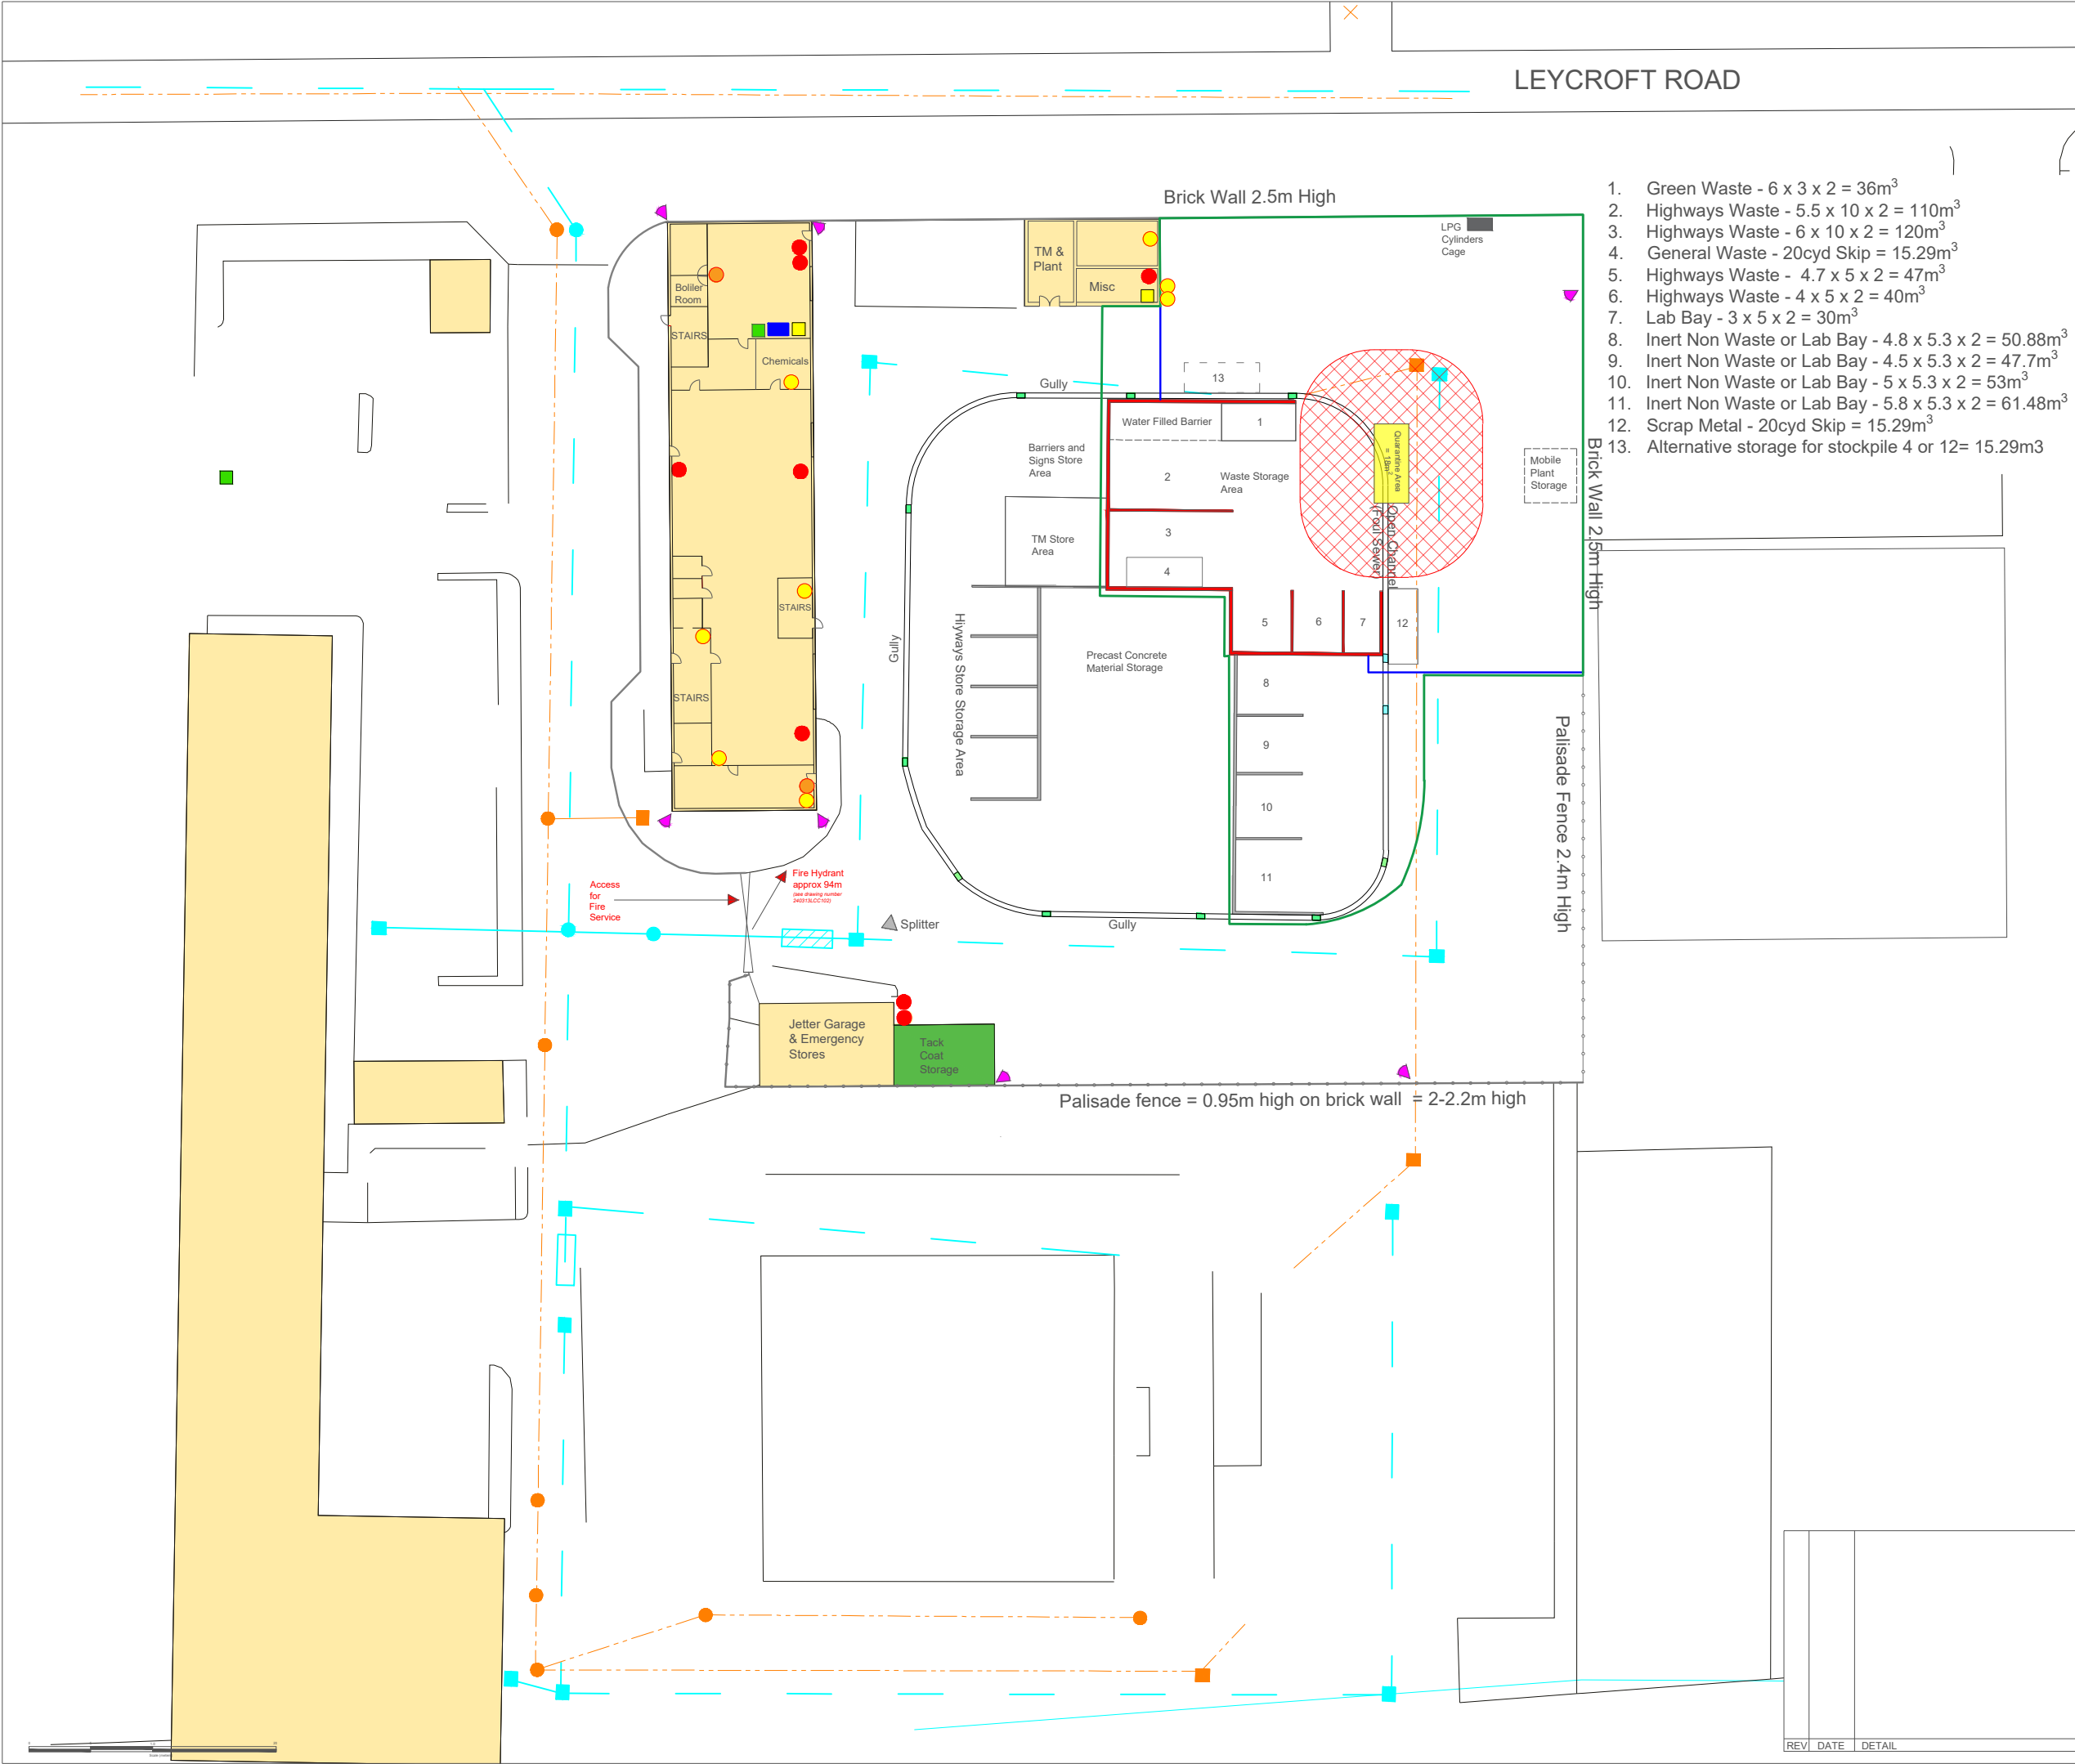 LEYCROFT ROAD
Brick Wall 2.5m High
1. Green Waste - 6 x 3 x 2 = 36m³
2. Highways Waste - 5.5 x 10 x 2 = 110m³
3. Highways Waste - 6 x 10 x 2 = 120m³
4. General Waste - 20cyd Skip = 15.29m³
5. Highways Waste - 4.7 x 5 x 2 = 47m³
6. Highways Waste - 4 x 5 x 2 = 40m³
7. Lab Bay - 3 x 5 x 2 = 30m³
8. Inert Non Waste or Lab Bay - 4.8 x 5.3 x 2 = 50.88m³
9. Inert Non Waste or Lab Bay - 4.5 x 5.3 x 2 = 47.7m³
10. Inert Non Waste or Lab Bay - 5 x 5.3 x 2 = 53m³
11. Inert Non Waste or Lab Bay - 5.8 x 5.3 x 2 = 61.48m³
12. Scrap Metal - 20cyd Skip = 15.29m³
13. Alternative storage for stockpile 4 or 12= 15.29m3
LPG
Cylinders
Cage
TM &
Plant
Misc
Boliler
Room
STAIRS
Chemicals
13
Gully
Water Filled Barrier
1
Barriers and
Signs Store
Area
2
Waste Storage
Area
Quarantine Area
= 18m³
Mobile
Plant
Storage
Brick Wall 2.5m High
Open Channel
(Foul Sewer)
TM Store
Area
3
4
STAIRS
5
6
7
12
Gully
Hiyways Store Storage Area
Precast Concrete
Material Storage
8
STAIRS
9
Palisade Fence 2.4m High
10
11
Access
for
Fire
Service
Fire Hydrant
approx 94m
(see drawing number
240313LCC102)
Splitter
Gully
Jetter Garage
& Emergency
Stores
Tack
Coat
Storage
Palisade fence = 0.95m high on brick wall = 2-2.2m high
REV DATE DETAIL